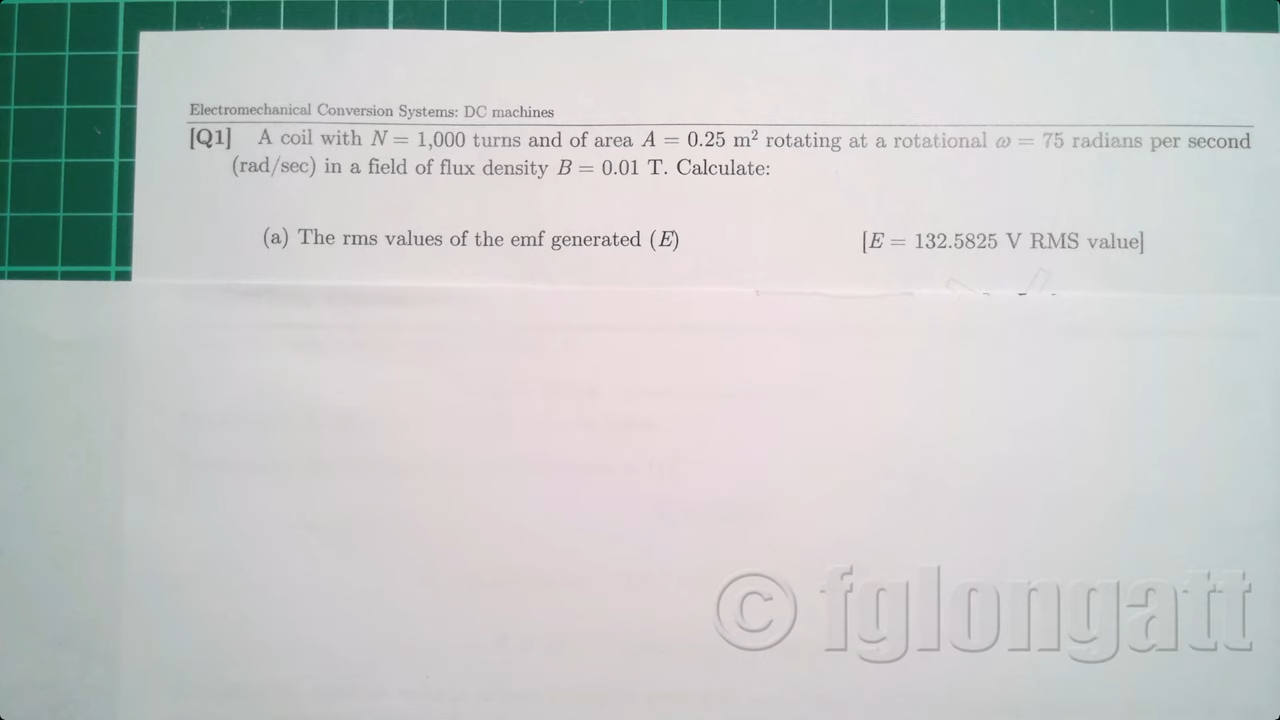 Electromechanical Conversion Systems: DC machines
[Q1] A coil with N = 1,000 turns and of area A = 0.25 m² rotating at a rotational ω = 75 radians per second
(rad/sec) in a field of flux density B = 0.01 T. Calculate:
(a) The rms values of the emf generated (E) [E = 132.5825 V RMS value]
© fglongatt